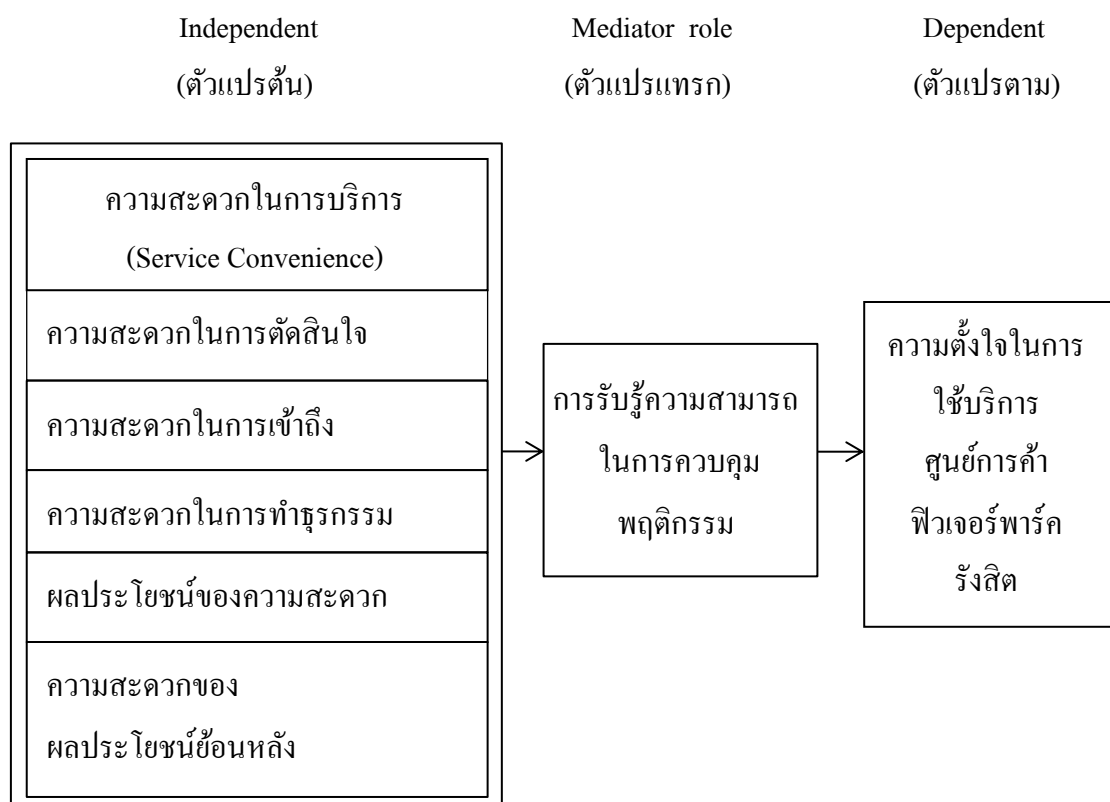 Independent
(ตัวแปรต้น)
Mediator role
(ตัวแปรแทรก)
Dependent
(ตัวแปรตาม)
ความสะดวกในการบริการ
(Service Convenience)
ความสะดวกในการตัดสินใจ
ความสะดวกในการเข้าถึง
ความสะดวกในการทำธุรกรรม
ผลประโยชน์ของความสะดวก
ความสะดวกของ
ผลประโยชน์ย้อนหลัง
การรับรู้ความสามารถ
ในการควบคุม
พฤติกรรม
ความตั้งใจในการ
ใช้บริการ
ศูนย์การค้า
ฟิวเจอร์พาร์ค
รังสิต